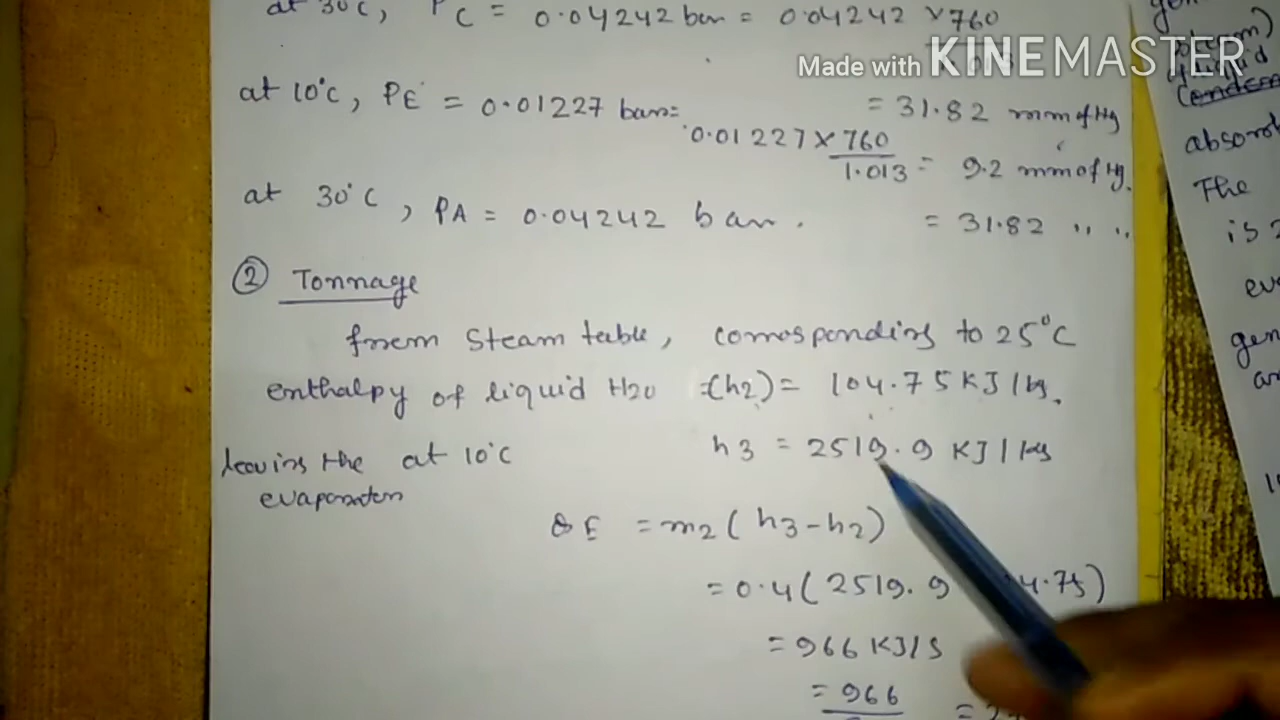 at 30°C, PC = 0.04242 bar = 0.04242 × 760
Made with KINEMASTER
at 10°C, PE = 0.01227 bar =
= 31.82 mm of Hg
0.01227 × 760
1.013 = 9.2 mm of Hg.
at 30°C, PA = 0.04242 bar. = 31.82 " "
② Tonnage
from Steam table, corresponding to 25°C
enthalpy of liquid H2O (h2) = 104.75 KJ/kg.
leaving the at 10°C h3 = 2519.9 KJ/kg
evaporator
QE = m2 (h3 - h2)
= 0.4 (2519.9 4.75)
= 966 KJ/S
= 966
=
liquid
absor
The
is
ev
gen
an